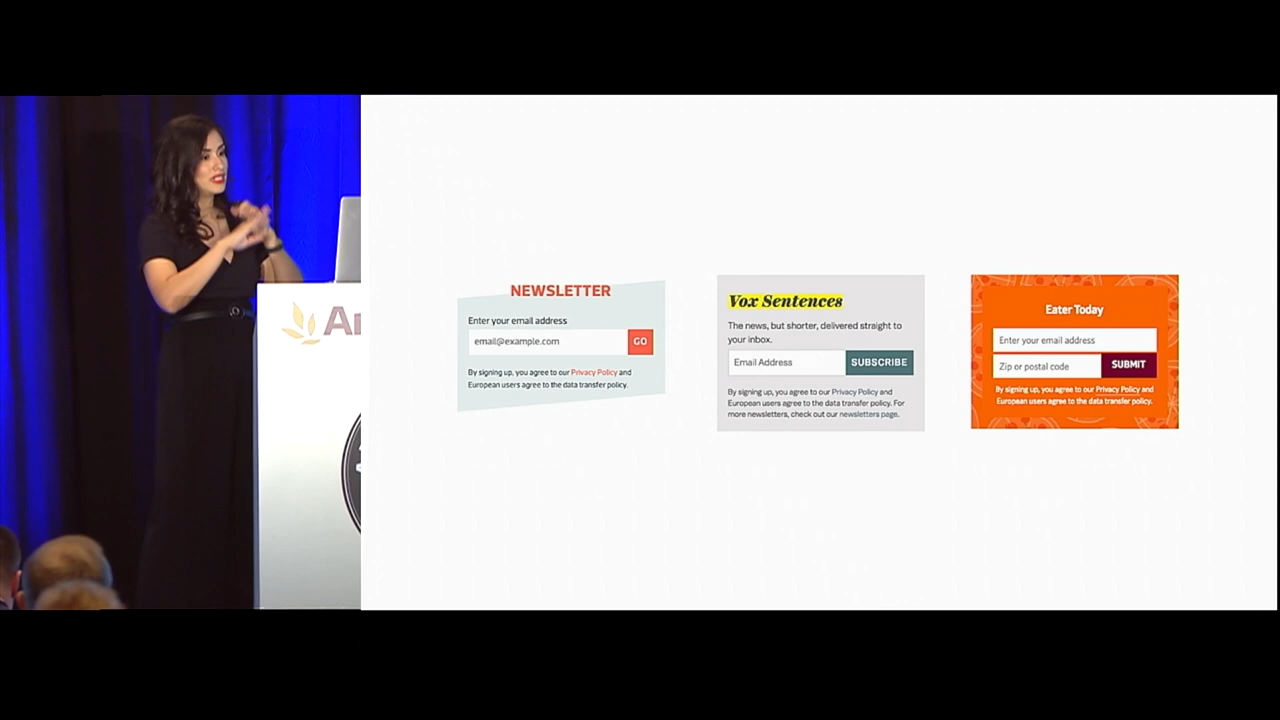 NEWSLETTER
Enter your email address
email@example.com
GO
By signing up, you agree to our Privacy Policy and
European users agree to the data transfer policy.
Vox Sentences
The news, but shorter, delivered straight to
your inbox.
Email Address
SUBSCRIBE
By signing up, you agree to our Privacy Policy and
European users agree to the data transfer policy. For
more newsletters, check out our newsletters page.
Eater Today
Enter your email address
Zip or postal code
SUBMIT
By signing up, you agree to our Privacy Policy and
European users agree to the data transfer policy.